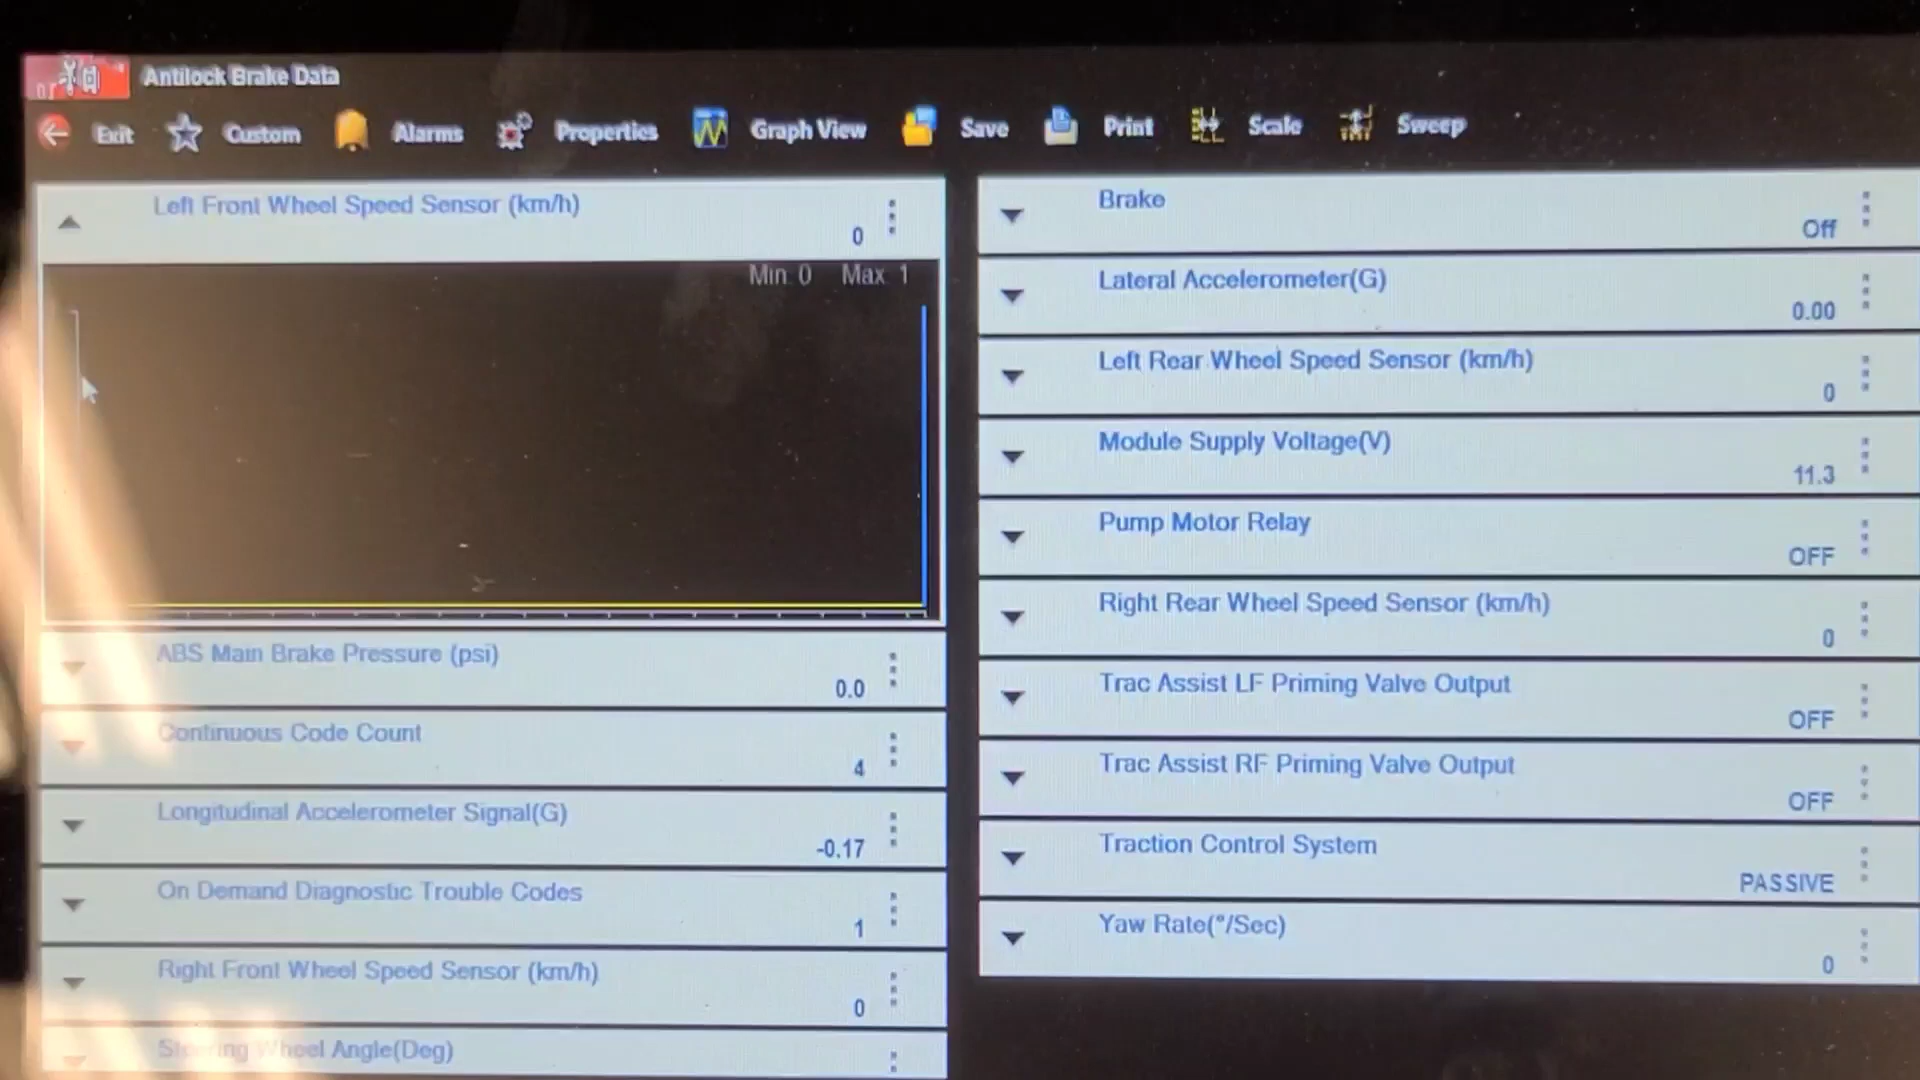 Antilock Brake Data
Exit Custom Alarms Properties Graph View Save Print Scale Sweep
Left Front Wheel Speed Sensor (km/h)
0
Min 0 Max 1
ABS Main Brake Pressure (psi)
0.0
Continuous Code Count
4
Longitudinal Accelerometer Signal(G)
-0.17
On Demand Diagnostic Trouble Codes
1
Right Front Wheel Speed Sensor (km/h)
0
Steering Wheel Angle(Deg)
Brake
Off
Lateral Accelerometer(G)
0.00
Left Rear Wheel Speed Sensor (km/h)
0
Module Supply Voltage(V)
11.3
Pump Motor Relay
OFF
Right Rear Wheel Speed Sensor (km/h)
0
Trac Assist LF Priming Valve Output
OFF
Trac Assist RF Priming Valve Output
OFF
Traction Control System
PASSIVE
Yaw Rate(°/Sec)
0